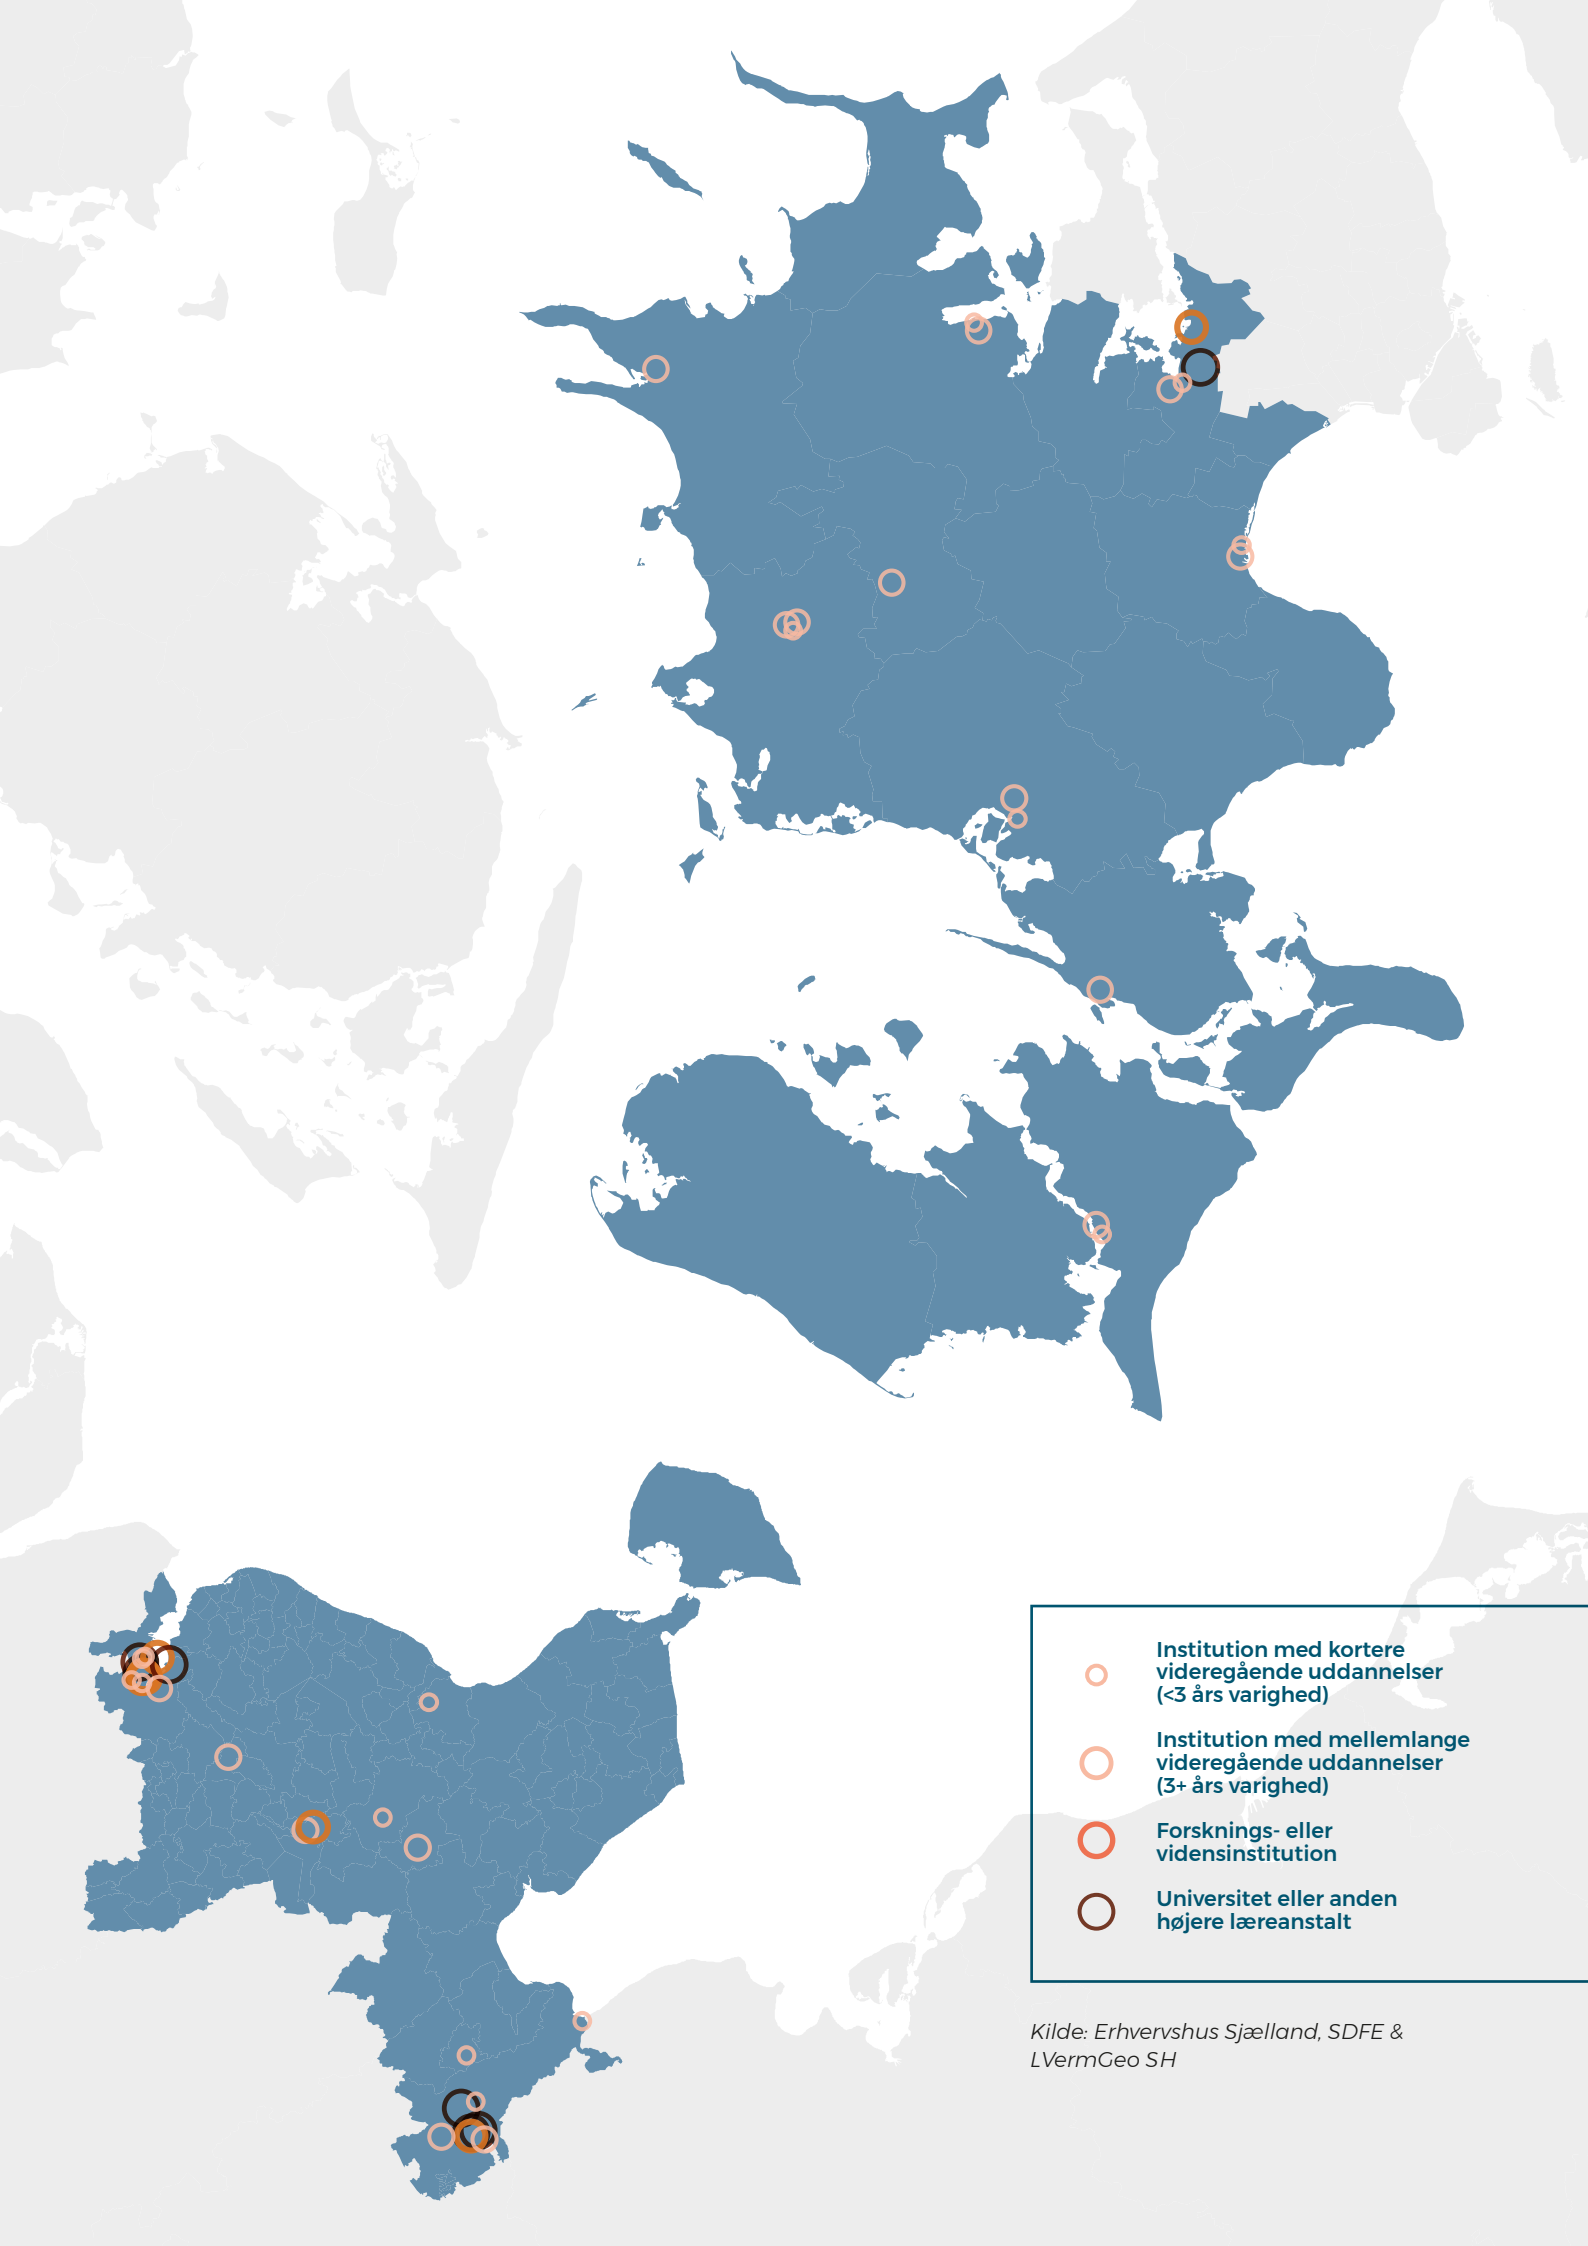 Institution med kortere
videregående uddannelser
(<3 års varighed)
Institution med mellemlange
videregående uddannelser
(3+ års varighed)
Forsknings- eller
vidensinstitution
Universitet eller anden
højere læreanstalt
Kilde: Erhvervshus Sjælland, SDFE &
LVermGeo SH